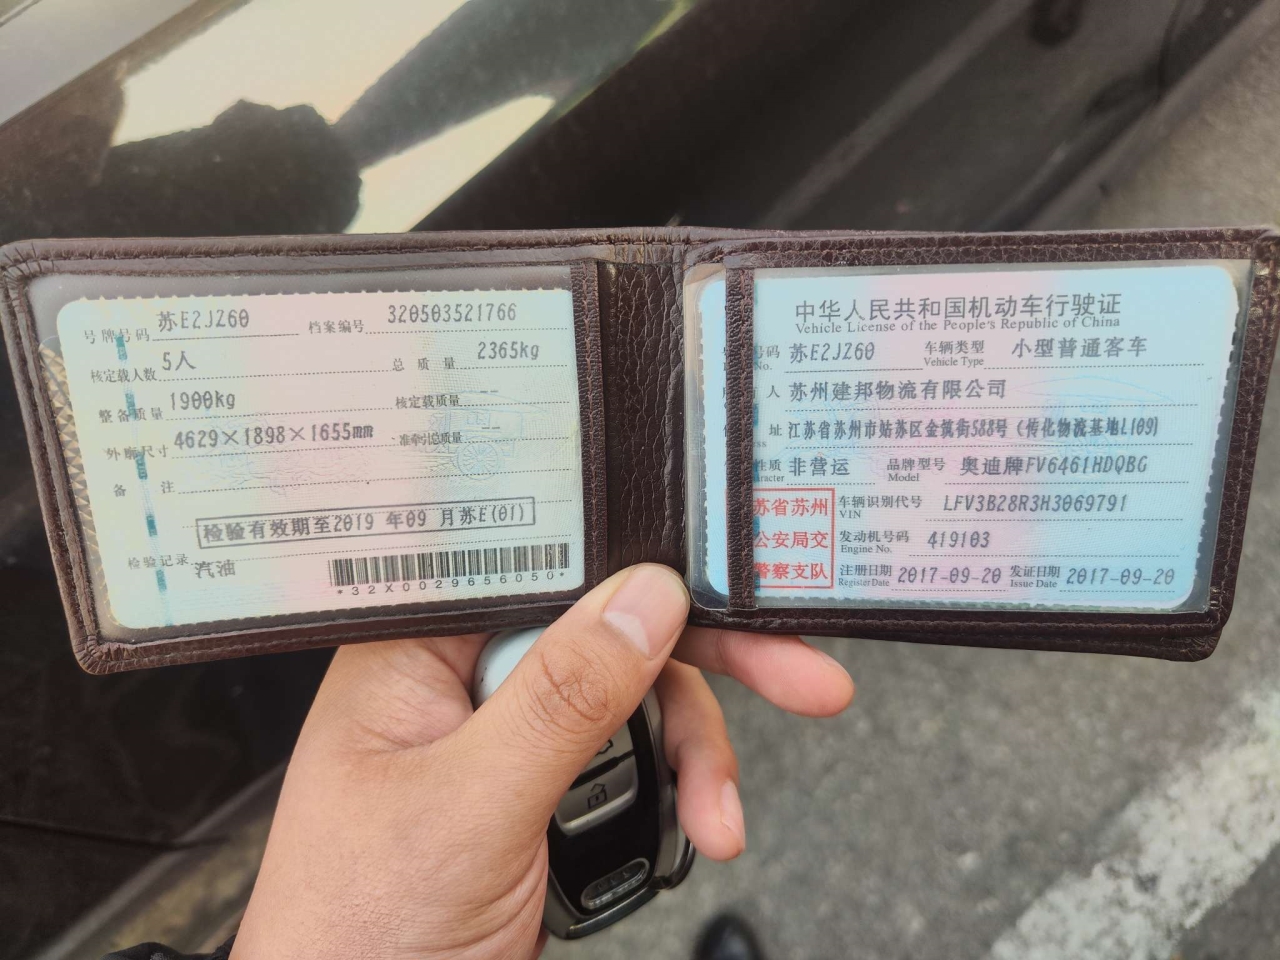 号牌号码 苏E2JZ60 档案编号 320503521766
核定载人数 5人 总质量 2365kg
整备质量 1900kg 核定载质量 --
外廓尺寸 4629×1898×1655mm 准牵引总质量 --
备注
检验有效期至2019年09月苏E(01)
检验记录 汽油
*32X0029656050*
中华人民共和国机动车行驶证
Vehicle License of the People's Republic of China
号码 苏E2JZ60 车辆类型 小型普通客车
No. Vehicle Type
人 苏州建邦物流有限公司
址 江苏省苏州市姑苏区金筑街588号(传化物流基地L109)
性质 非营运 品牌型号 奥迪牌FV6461HDQBG
Model
苏省苏州
公安局交
警察支队
车辆识别代号 LFV3B28R3H3069791
VIN
发动机号码 419103
Engine No.
注册日期 2017-09-20 发证日期 2017-09-20
Register Date Issue Date